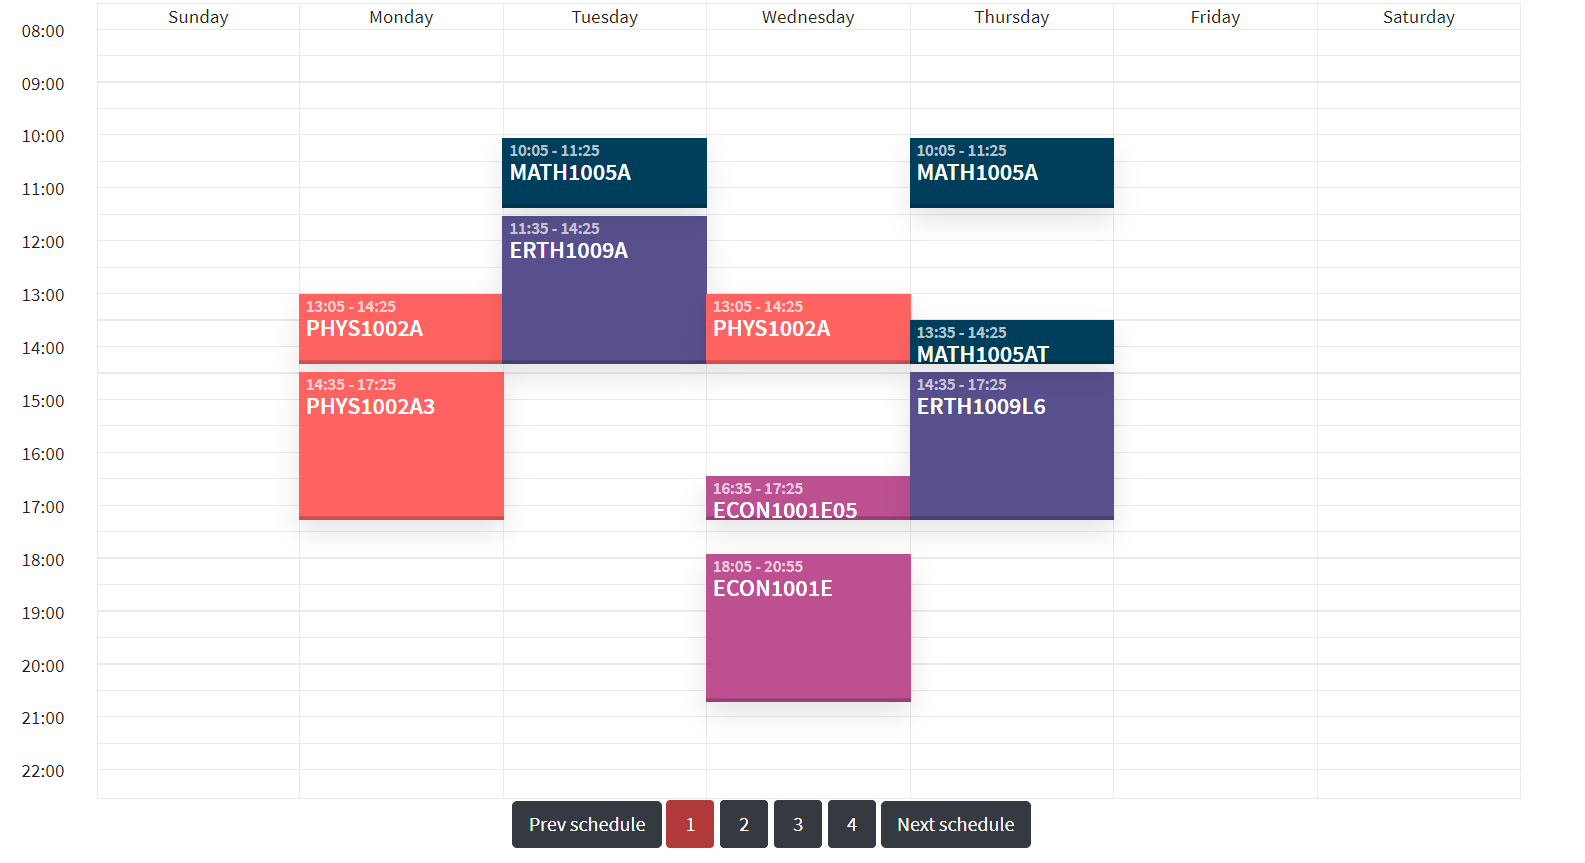 Sunday Monday Tuesday Wednesday Thursday Friday Saturday
08:00
09:00
10:00
10:05 - 11:25
MATH1005A
10:05 - 11:25
MATH1005A
11:00
11:35 - 14:25
ERTH1009A
12:00
13:00
13:05 - 14:25
PHYS1002A
13:05 - 14:25
PHYS1002A
13:35 - 14:25
MATH1005AT
14:00
14:35 - 17:25
PHYS1002A3
14:35 - 17:25
ERTH1009L6
15:00
16:00
16:35 - 17:25
ECON1001E05
17:00
18:00
18:05 - 20:55
ECON1001E
19:00
20:00
21:00
22:00
Prev schedule 1 2 3 4 Next schedule